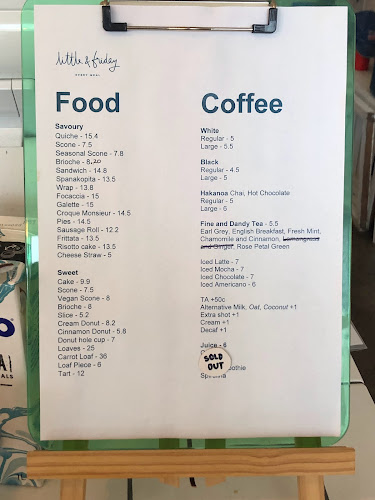 little & friday
EVERY MEAL
Food
Savoury
Quiche - 15.4
Scone - 7.5
Seasonal Scone - 7.8
Brioche - 8.20
Sandwich - 14.8
Spanakopita - 13.5
Wrap - 13.8
Focaccia - 15
Galette - 15
Croque Monsieur - 14.5
Pies - 14.5
Sausage Roll - 12.2
Frittata - 13.5
Risotto cake - 13.5
Cheese Straw - 5
Sweet
Cake - 9.9
Scone - 7.5
Vegan Scone - 8
Brioche - 8
Slice - 5.2
Cream Donut - 8.2
Cinnamon Donut - 5.8
Donut hole cup - 7
Loaves - 25
Carrot Loaf - 36
Loaf Piece - 6
Tart - 12
Coffee
White
Regular - 5
Large - 5.5
Black
Regular - 4.5
Large - 5
Hakanoa Chai, Hot Chocolate
Regular - 5
Large - 6
Fine and Dandy Tea - 5.5
Earl Grey, English Breakfast, Fresh Mint,
Chamomile and Cinnamon, Lemongrass
and Ginger, Rose Petal Green
Iced Latte - 7
Iced Mocha - 7
Iced Chocolate - 7
Iced Americano - 6
TA +50c
Alternative Milk, Oat, Coconut +1
Extra shot +1
Cream +1
Decaf +1
Juice - 6
SOLD
OUT